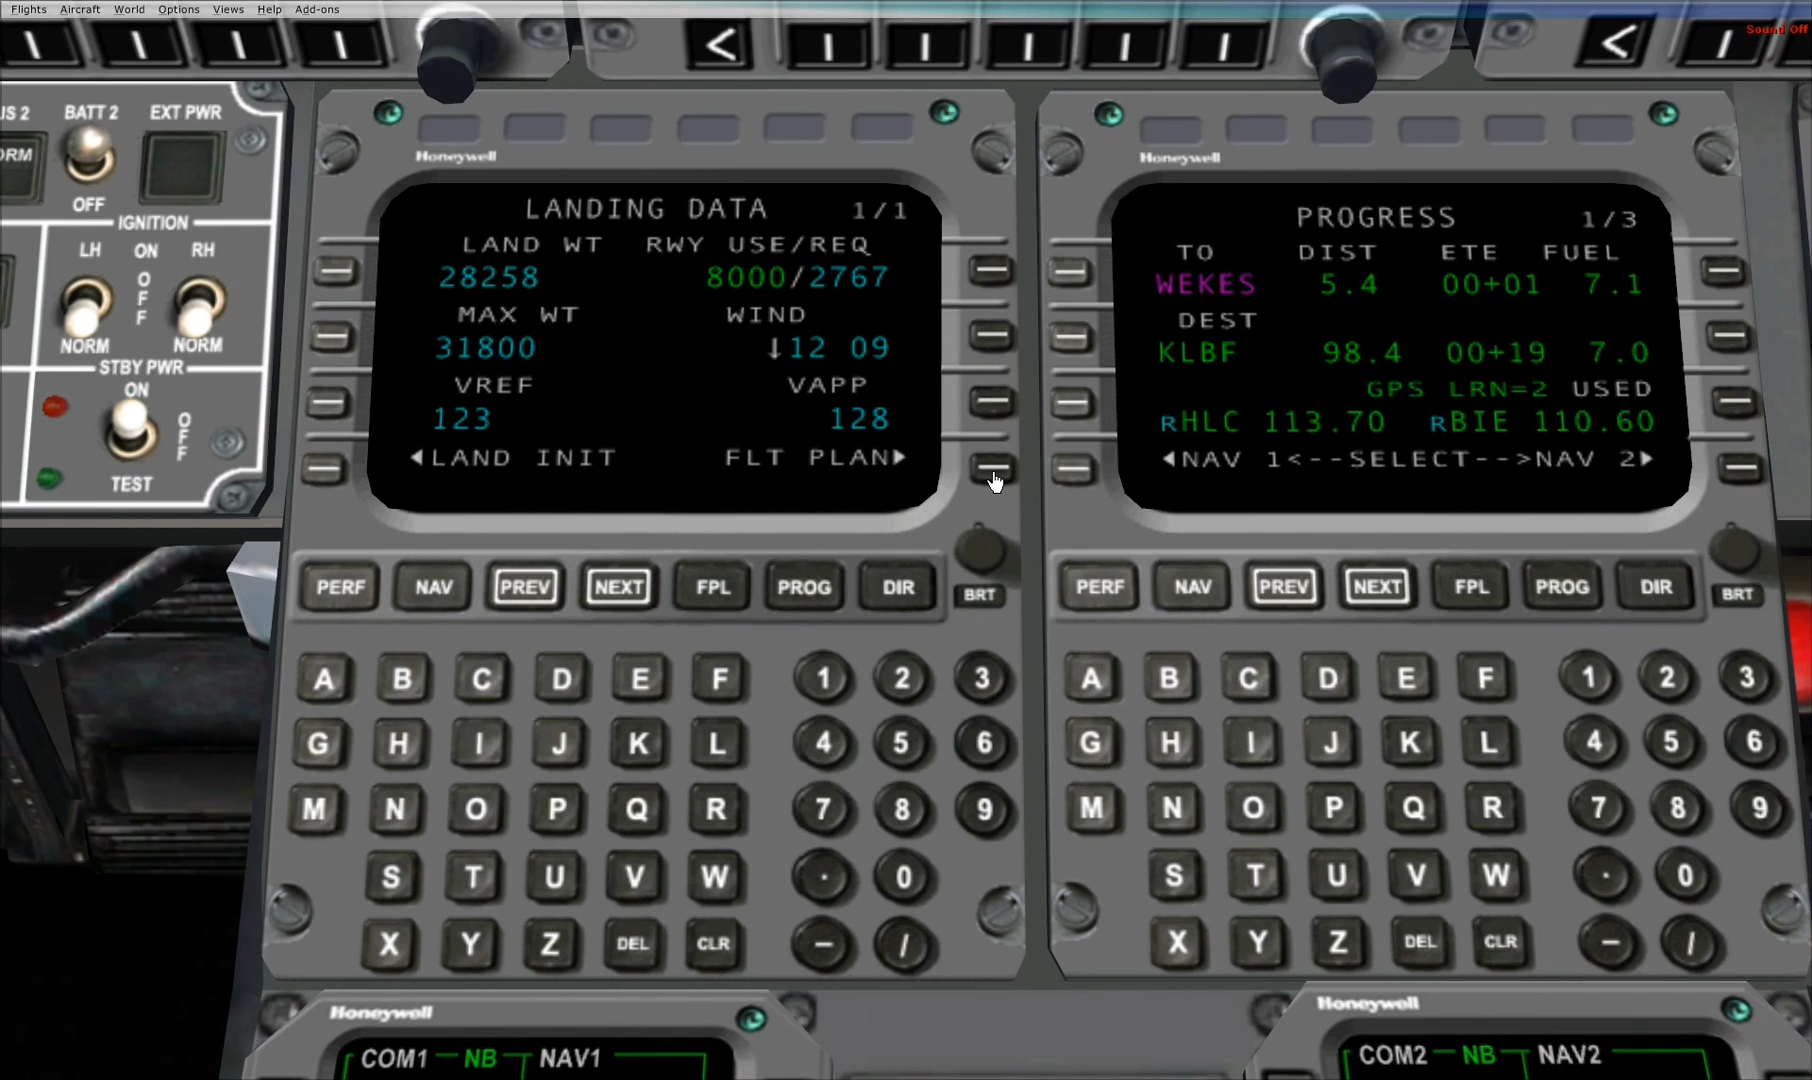 Flights Aircraft World Options Views Help Add-ons
Sound Off
BATT 2 EXT PWR
OFF
IGNITION
LH ON RH
OFF
NORM NORM
STBY PWR
ON
OFF
TEST
Honeywell
LANDING DATA 1/1
LAND WT RWY USE/REQ
28258 8000/2767
MAX WT WIND
31800 ↓12 09
VREF VAPP
123 128
◀LAND INIT FLT PLAN▶
PERF NAV PREV NEXT FPL PROG DIR BRT
A B C D E F 1 2 3
G H I J K L 4 5 6
M N O P Q R 7 8 9
S T U V W · 0
X Y Z DEL CLR − /
Honeywell
PROGRESS 1/3
TO DIST ETE FUEL
WEKES 5.4 00+01 7.1
DEST
KLBF 98.4 00+19 7.0
GPS LRN=2 USED
RHLC 113.70 RBIE 110.60
◀NAV 1<--SELECT-->NAV 2▶
PERF NAV PREV NEXT FPL PROG DIR BRT
A B C D E F 1 2 3
G H I J K L 4 5 6
M N O P Q R 7 8 9
S T U V W · 0
X Y Z DEL CLR − /
Honeywell
COM1 NB NAV1
Honeywell
COM2 NB NAV2